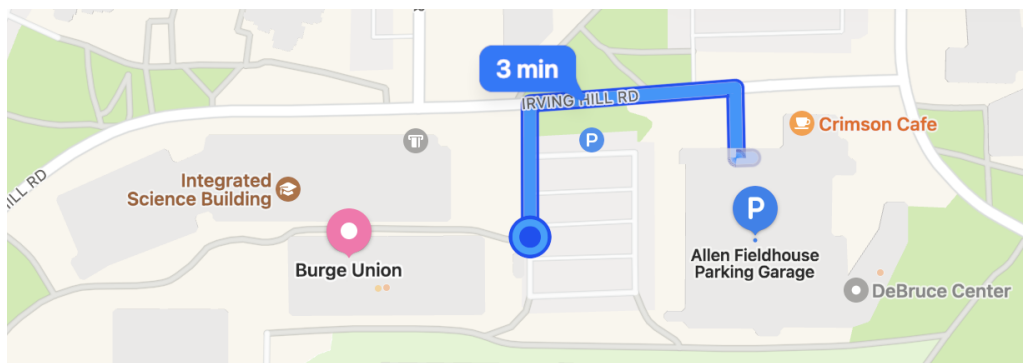 3 min
IRVING HILL RD
P
Crimson Cafe
HILL RD
Integrated
Science Building
P
Burge Union
Allen Fieldhouse
Parking Garage
DeBruce Center